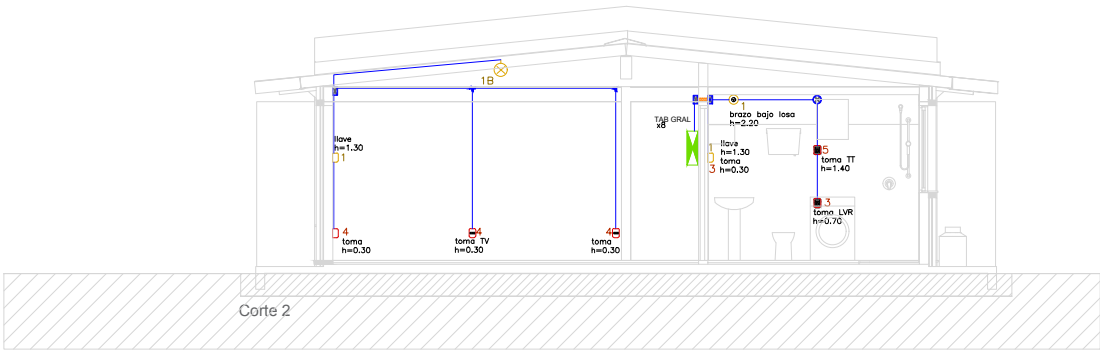 1B
llave
h=1.30
1
4
toma
h=0.30
4
toma TV
h=0.30
4
toma
h=0.30
TAB GRAL
x8
1
brazo bajo losa
h=2.20
1
llave
h=1.30
toma
3
h=0.30
5
toma TT
h=1.40
3
toma LVR
h=0.70
Corte 2